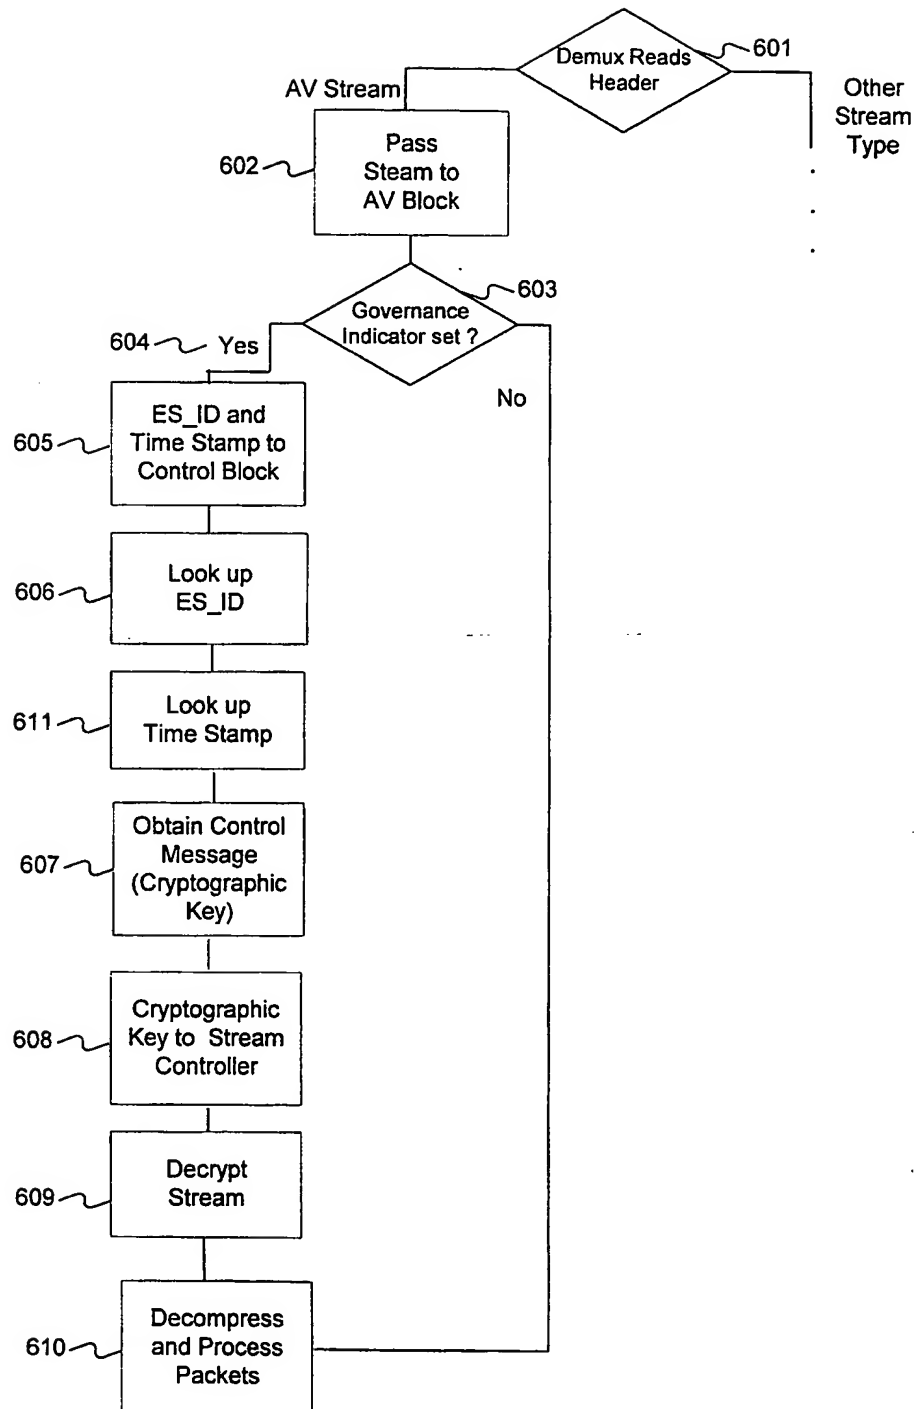 Demux Reads
Header
601
AV Stream
Other
Stream
Type
602
Pass
Steam to
AV Block
603
Governance
Indicator set ?
604
Yes
No
605
ES_ID and
Time Stamp to
Control Block
606
Look up
ES_ID
611
Look up
Time Stamp
607
Obtain Control
Message
(Cryptographic
Key)
608
Cryptographic
Key to Stream
Controller
609
Decrypt
Stream
610
Decompress
and Process
Packets